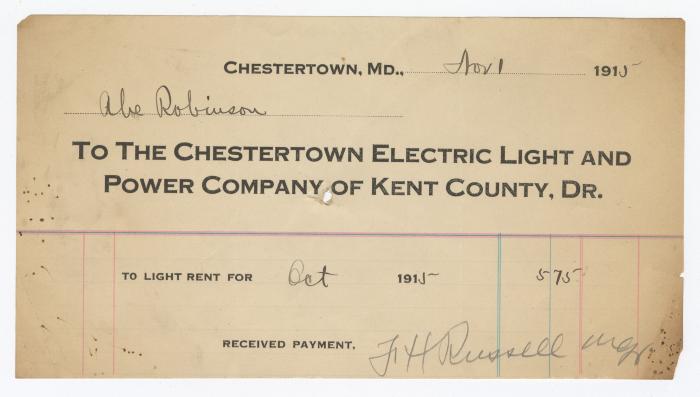 CHESTERTOWN, MD., Nov 1 1915
Abe Robinson
TO THE CHESTERTOWN ELECTRIC LIGHT AND
POWER COMPANY OF KENT COUNTY, DR.
TO LIGHT RENT FOR Oct 1915 5 75
RECEIVED PAYMENT, F H Russell Mgr.